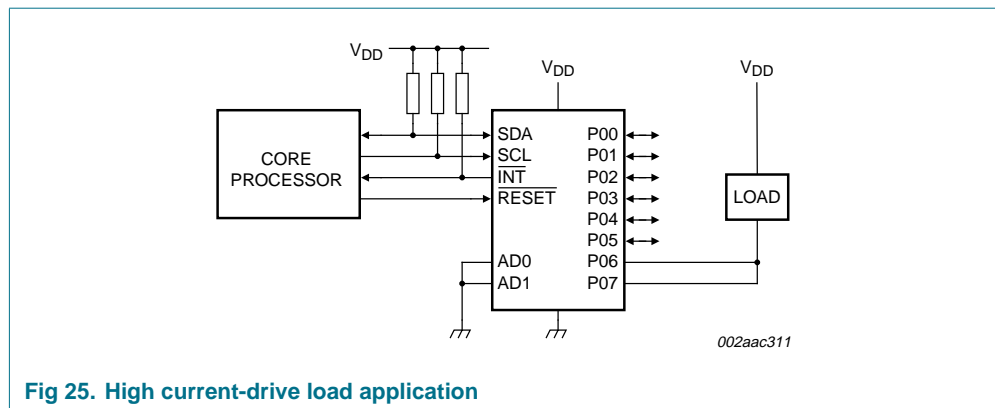 VDD
VDD
VDD
CORE
PROCESSOR
SDA
SCL
INT
RESET
AD0
AD1
P00
P01
P02
P03
P04
P05
P06
P07
LOAD
002aac311
Fig 25. High current-drive load application